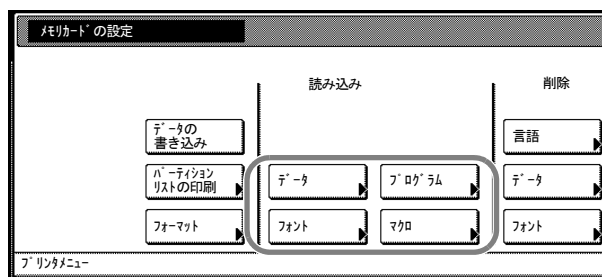 ﾒﾓﾘｶｰﾄﾞの設定
読み込み
削除
ﾃﾞｰﾀの
書き込み
言語
ﾊﾟｰﾃｨｼｮﾝ
ﾘｽﾄの印刷
ﾃﾞｰﾀ
ﾌﾟﾛｸﾞﾗﾑ
ﾃﾞｰﾀ
ﾌｫｰﾏｯﾄ
ﾌｫﾝﾄ
ﾏｸﾛ
ﾌｫﾝﾄ
ﾌﾟﾘﾝﾀﾒﾆｭｰ